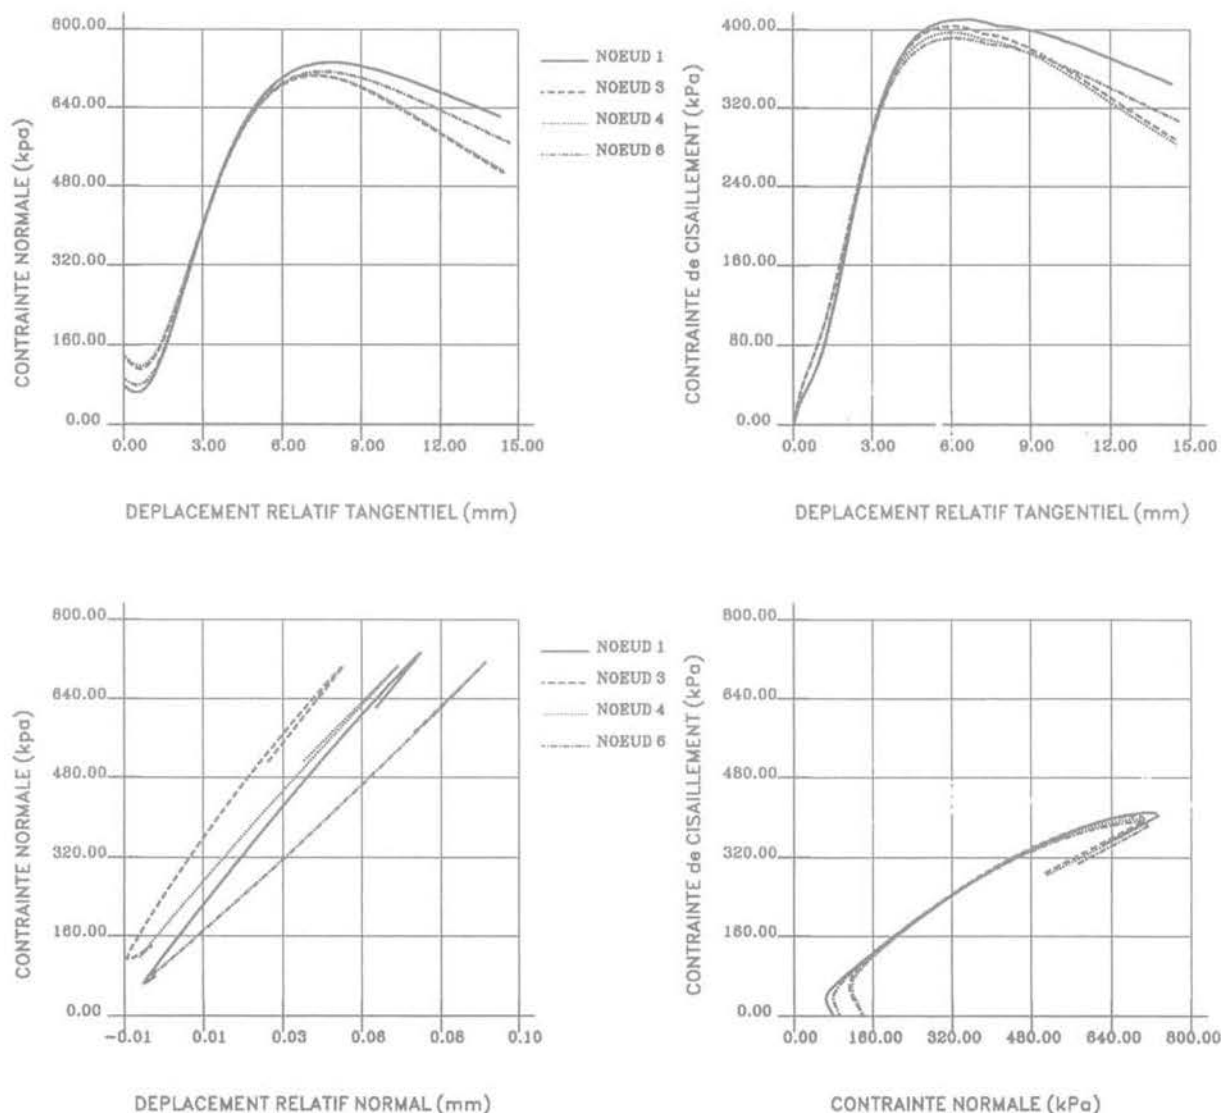 800.00
640.00
480.00
320.00
160.00
0.00
CONTRAINTE NORMALE (kpa)
0.00 3.00 6.00 9.00 12.00 15.00
DEPLACEMENT RELATIF TANGENTIEL (mm)
NOEUD 1
NOEUD 3
NOEUD 4
NOEUD 6
400.00
320.00
240.00
160.00
80.00
0.00
CONTRAINTE de CISAILLEMENT (kPa)
0.00 3.00 6.00 9.00 12.00 15.00
DEPLACEMENT RELATIF TANGENTIEL (mm)
800.00
640.00
480.00
320.00
180.00
0.00
CONTRAINTE NORMALE (kpa)
-0.01 0.01 0.03 0.06 0.08 0.10
DEPLACEMENT RELATIF NORMAL (mm)
NOEUD 1
NOEUD 3
NOEUD 4
NOEUD 6
800.00
640.00
480.00
320.00
180.00
0.00
CONTRAINTE de CISAILLEMENT (kPa)
0.00 160.00 320.00 480.00 640.00 800.00
CONTRAINTE NORMALE (kPa)